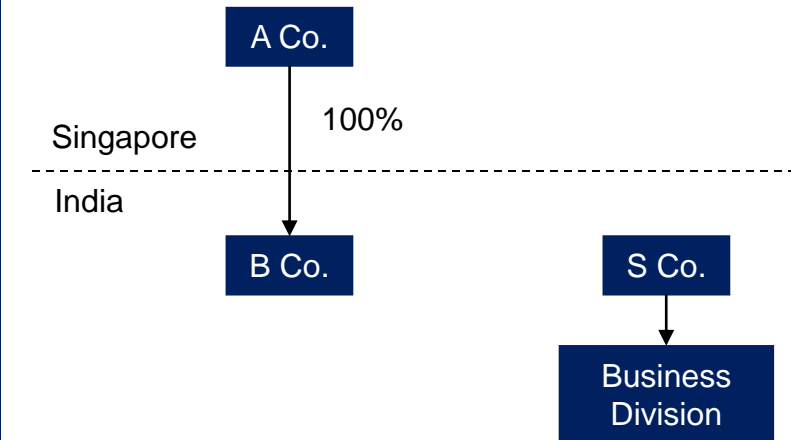 A Co.
100%
Singapore
India
B Co.
S Co.
Business
Division